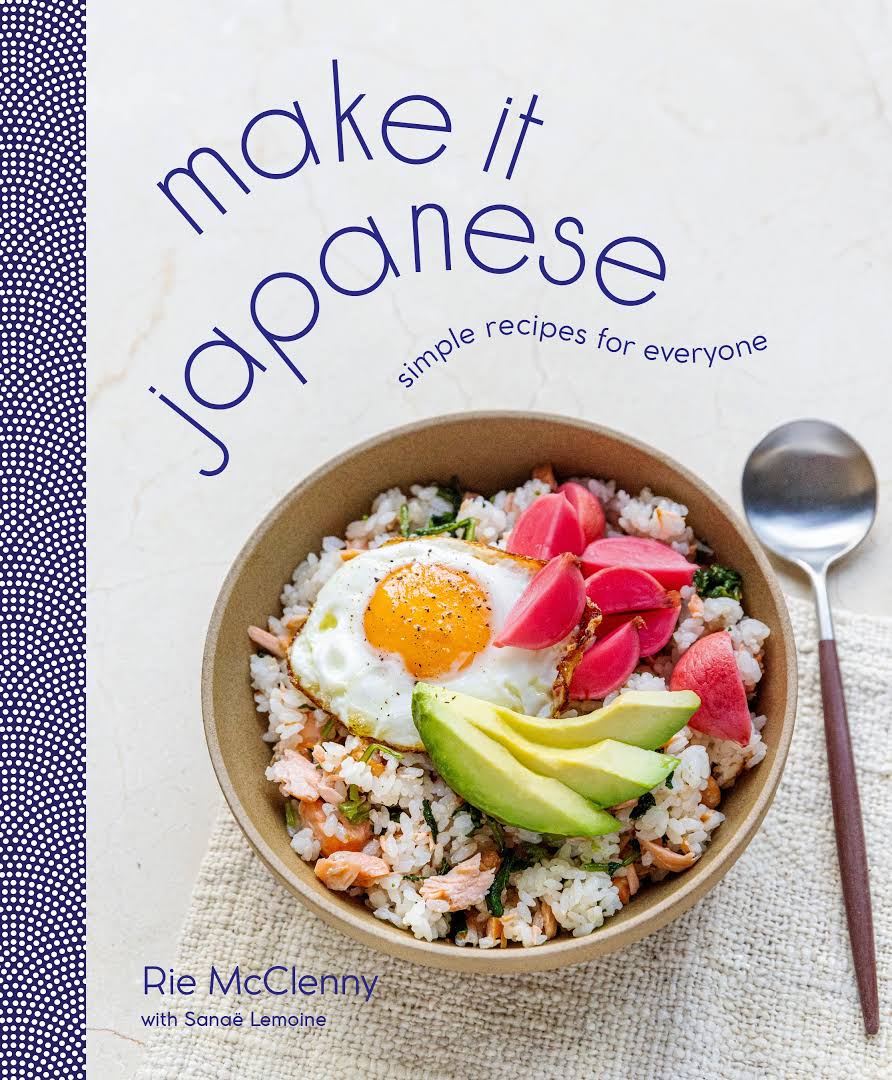 make it
japanese
simple recipes for everyone
Rie McClenny
with Sanaë Lemoine